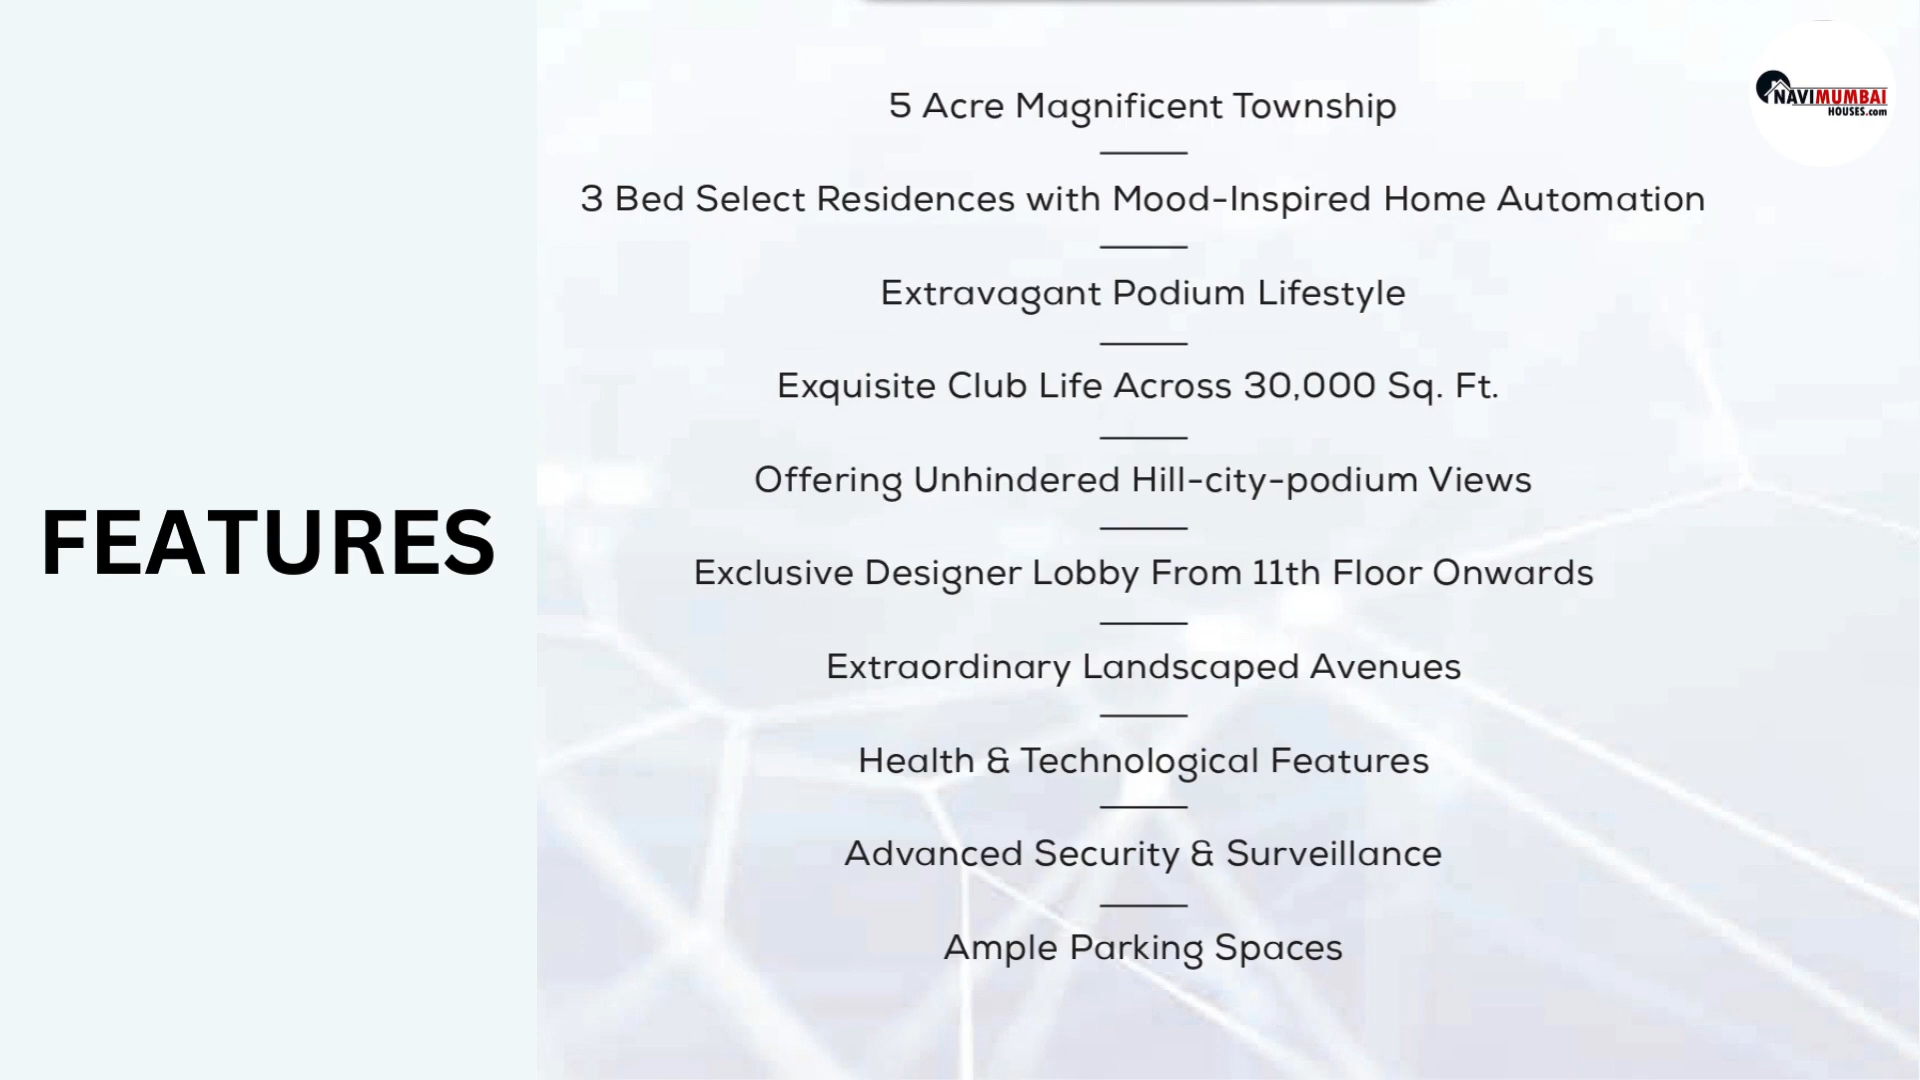 FEATURES
5 Acre Magnificent Township
3 Bed Select Residences with Mood-Inspired Home Automation
Extravagant Podium Lifestyle
Exquisite Club Life Across 30,000 Sq. Ft.
Offering Unhindered Hill-city-podium Views
Exclusive Designer Lobby From 11th Floor Onwards
Extraordinary Landscaped Avenues
Health & Technological Features
Advanced Security & Surveillance
Ample Parking Spaces
NAVIMUMBAI
HOUSES.com